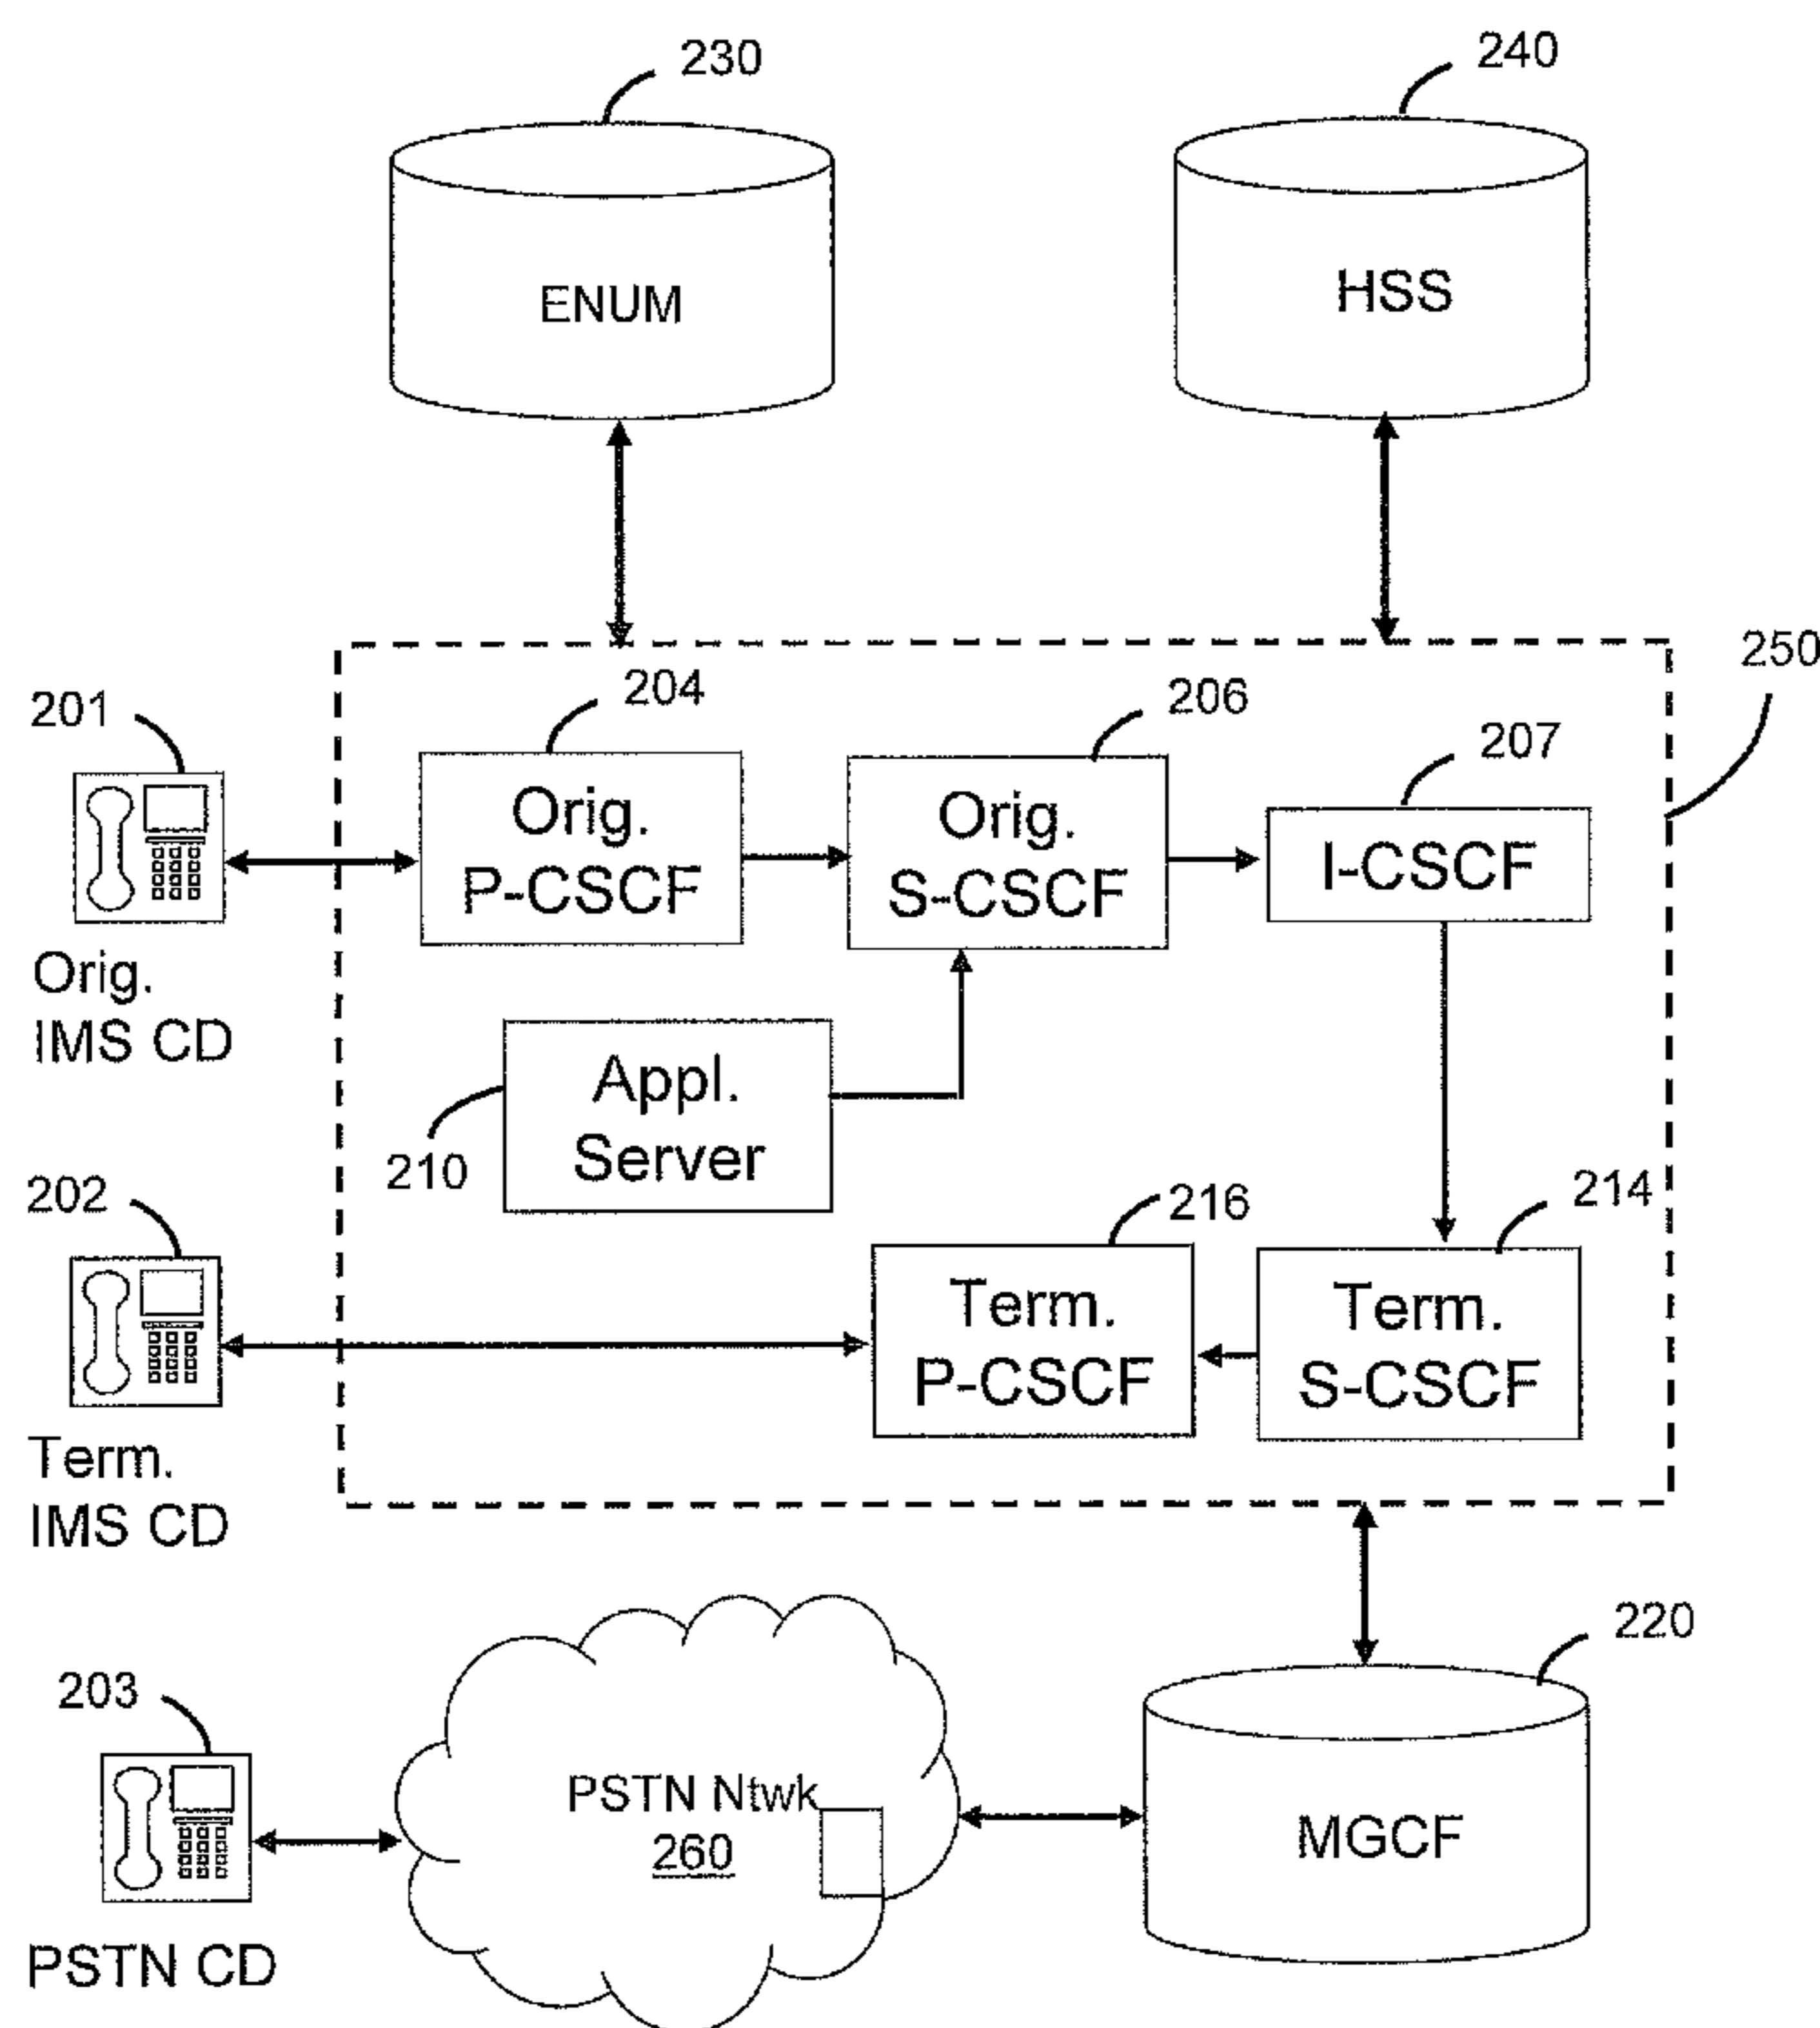 230
240
ENUM
HSS
250
204
206
207
201
Orig.
P-CSCF
Orig.
S-CSCF
I-CSCF
Orig.
IMS CD
Appl.
Server
210
202
216
214
Term.
P-CSCF
Term.
S-CSCF
Term.
IMS CD
220
203
PSTN Ntwk
260
MGCF
PSTN CD